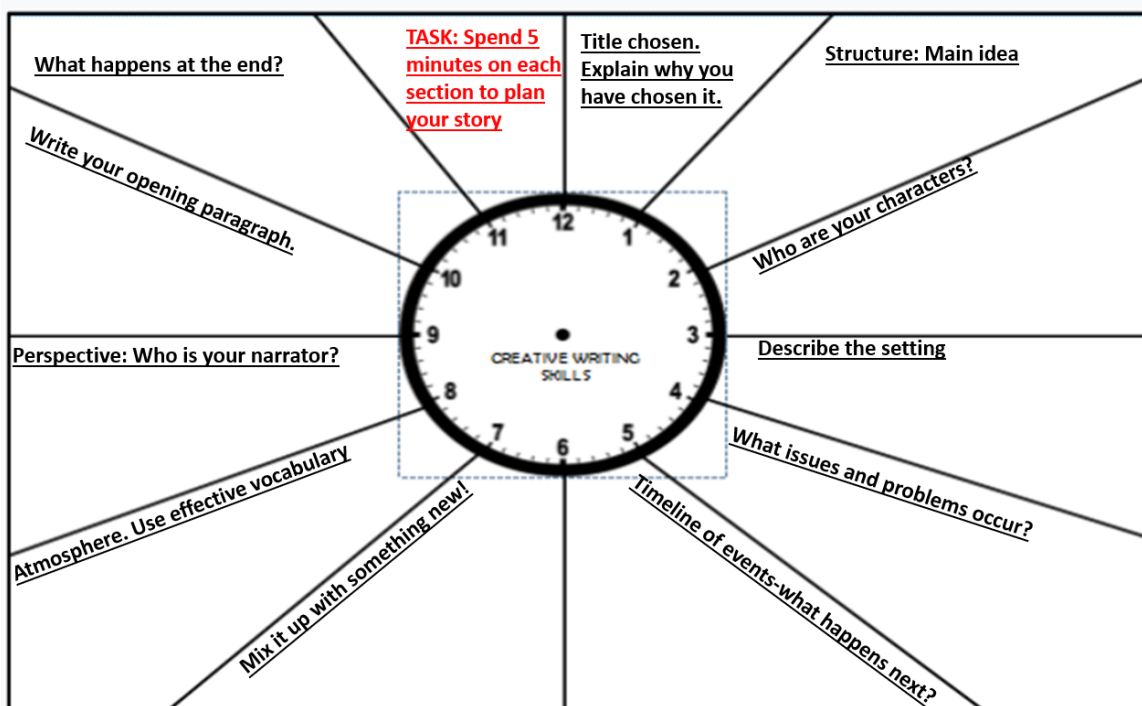 What happens at the end?
TASK: Spend 5
minutes on each
section to plan
your story
Title chosen.
Explain why you
have chosen it.
Structure: Main idea
Who are your characters?
Describe the setting
What issues and problems occur?
Timeline of events-what happens next?
Mix it up with something new!
Atmosphere. Use effective vocabulary
Perspective: Who is your narrator?
Write your opening paragraph.
12
1
2
3
4
5
6
7
8
9
10
11
CREATIVE WRITING
SKILLS